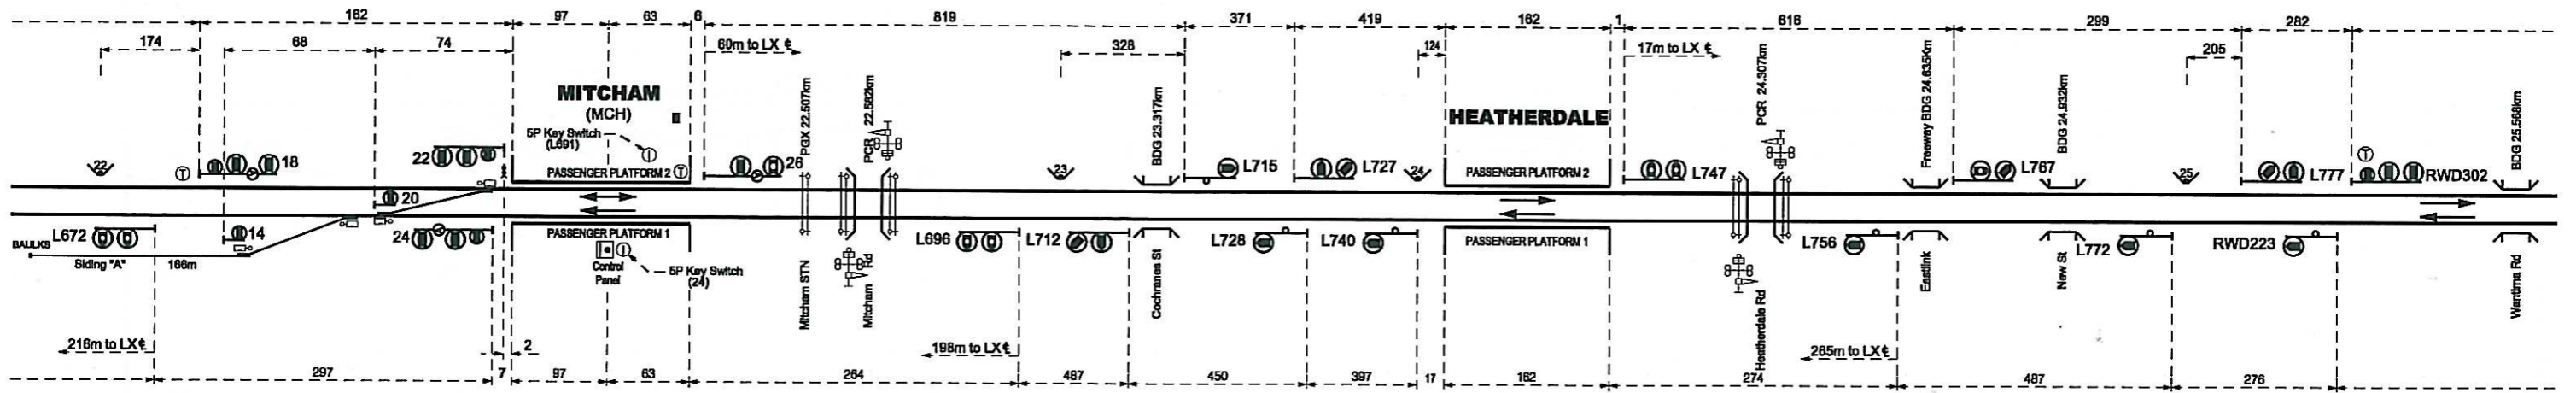 162 97 63 6 819 371 419 162 1 616 299 282
174 68 74 60m to LX ₵ 328 124 17m to LX ₵ 205
MITCHAM
(MCH)
5P Key Switch
(L691)
PGX 22.507km
PCR 22.582km
BDG 23.317km
HEATHERDALE
PCR 24.307km
Freeway BDG 24.635Km
BDG 24.932km
BDG 25.568km
22 T 18 22 T 26 23 L715 L727 24 L747 L767 25 L777 T RWD302
PASSENGER PLATFORM 2
PASSENGER PLATFORM 2
20
BAULKS L672 14 24
PASSENGER PLATFORM 1
L696 L712 L728 L740
PASSENGER PLATFORM 1
L756 L772 RWD223
Siding "A" 166m
Control
Panel
5P Key Switch
(24)
Mitcham STN
Mitcham Rd
Cochranes St
Heatherdale Rd
Eastlink
New St
Wantirna Rd
216m to LX ₵ 2 198m to LX ₵ 265m to LX ₵
297 7 97 63 264 487 450 397 17 162 274 487 276